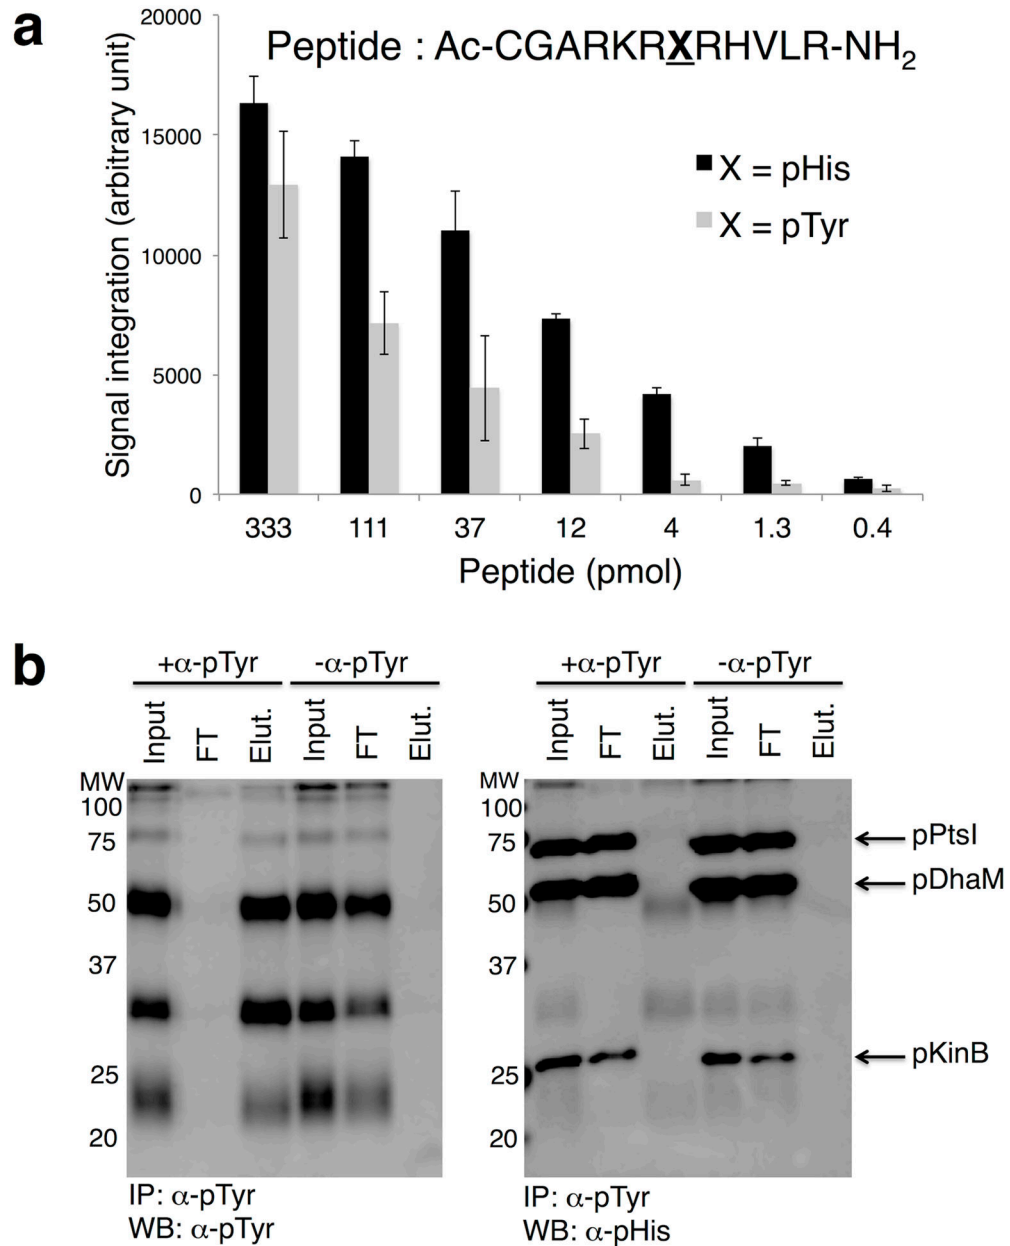 a
Peptide : Ac-CGARKRXRHVLR-NH2
Signal integration (arbitrary unit)
20000
15000
10000
5000
0
X = pHis
X = pTyr
333 111 37 12 4 1.3 0.4
Peptide (pmol)
b
+α-pTyr -α-pTyr
Input FT Elut. Input FT Elut.
MW
100
75
50
37
25
20
IP: α-pTyr
WB: α-pTyr
+α-pTyr -α-pTyr
Input FT Elut. Input FT Elut.
MW
100
75
50
37
25
20
pPtsI
pDhaM
pKinB
IP: α-pTyr
WB: α-pHis